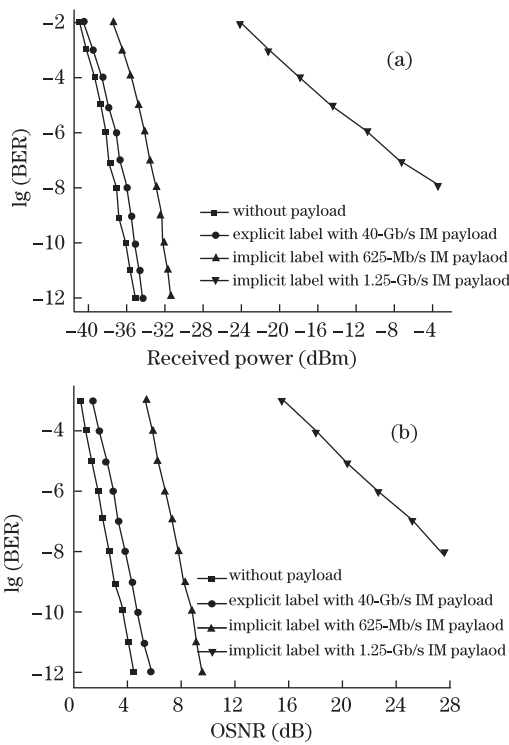 −2
−4
−6
−8
−10
−12
lg (BER)
(a)
without payload
explicit label with 40-Gb/s IM payload
implicit label with 625-Mb/s IM paylaod
implicit label with 1.25-Gb/s IM paylaod
−40 −36 −32 −28 −24 −20 −16 −12 −8 −4
Received power (dBm)
−4
−6
−8
−10
−12
lg (BER)
(b)
without payload
explicit label with 40-Gb/s IM payload
implicit label with 625-Mb/s IM paylaod
implicit label with 1.25-Gb/s IM paylaod
0 4 8 12 16 20 24 28
OSNR (dB)